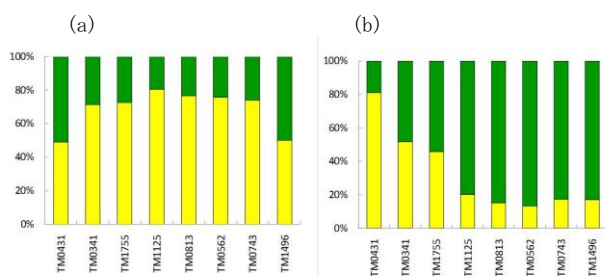 (a)
100%
80%
60%
40%
20%
0%
TM0431
TM0341
TM1755
TM1125
TM0813
TM0562
TM0743
TM1496
(b)
100%
80%
60%
40%
20%
0%
TM0431
TM0341
TM1755
TM1125
TM0813
TM0562
TM0743
TM1496